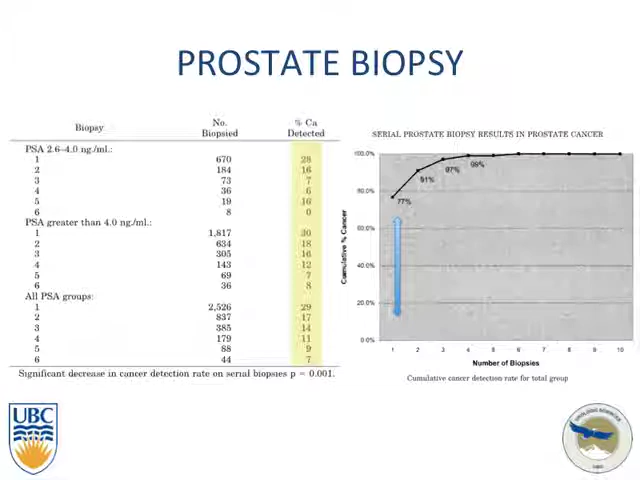 PROSTATE BIOPSY
Biopsy No. Biopsied % Ca Detected
PSA 2.6–4.0 ng./ml.:
1 670 28
2 184 16
3 73 7
4 36 6
5 19 16
6 8 0
PSA greater than 4.0 ng./ml.:
1 1,817 30
2 634 18
3 305 16
4 143 12
5 69 7
6 36 8
All PSA groups:
1 2,526 29
2 837 17
3 385 14
4 179 11
5 88 9
6 44 7
Significant decrease in cancer detection rate on serial biopsies p = 0.001.
SERIAL PROSTATE BIOPSY RESULTS IN PROSTATE CANCER
Cumulative % Cancer
100.0%
80.0%
60.0%
40.0%
20.0%
0.0%
77%
91%
97%
99%
1 2 3 4 5 6 7 8 9 10
Number of Biopsies
Cumulative cancer detection rate for total group
UBC
UROLOGIC SCIENCES
UBC